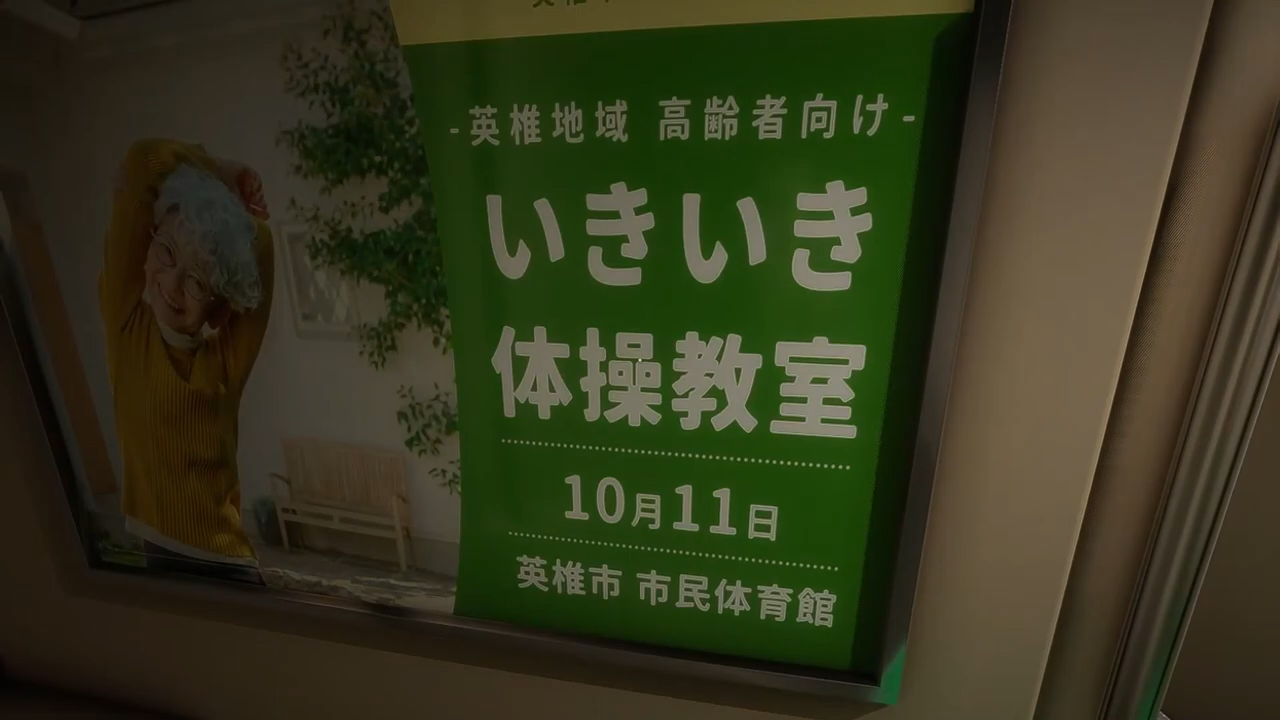 -英椎地域 高齢者向け-
いきいき
体操教室
10月11日
英椎市 市民体育館